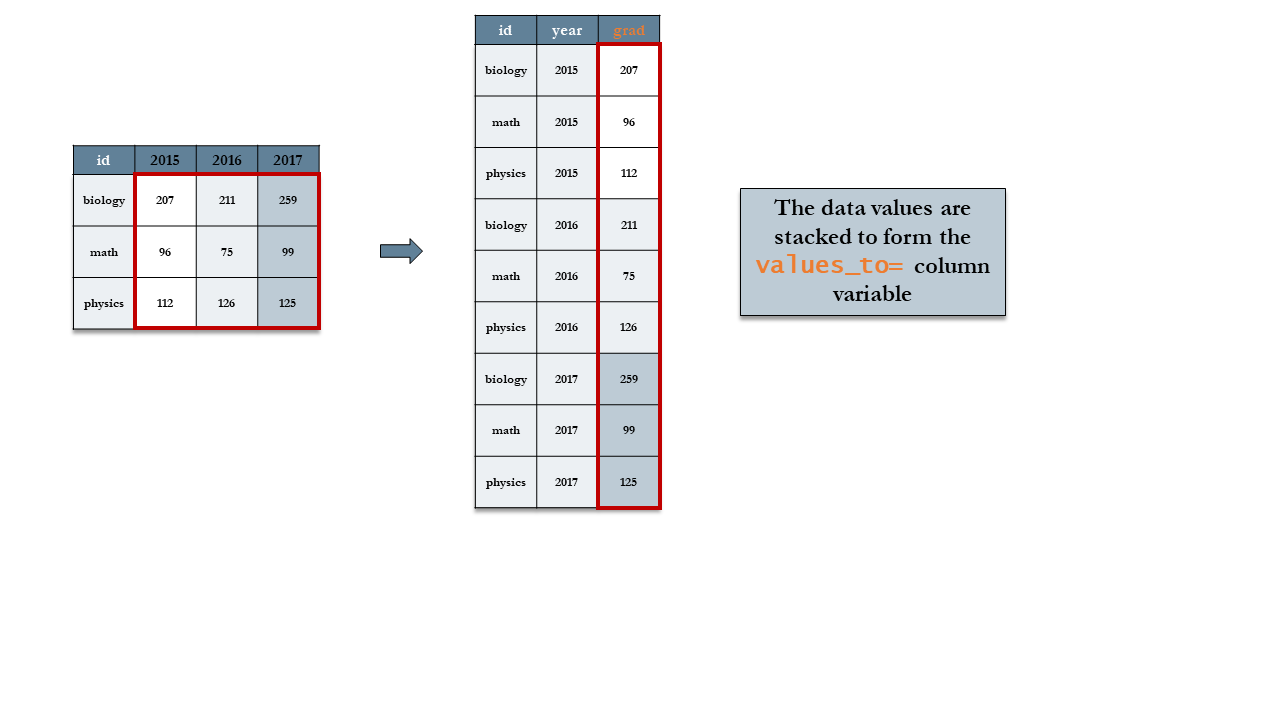 id 2015 2016 2017
biology 207 211 259
math 96 75 99
physics 112 126 125
id year grad
biology 2015 207
math 2015 96
physics 2015 112
biology 2016 211
math 2016 75
physics 2016 126
biology 2017 259
math 2017 99
physics 2017 125
The data values are
stacked to form the
values_to= column
variable